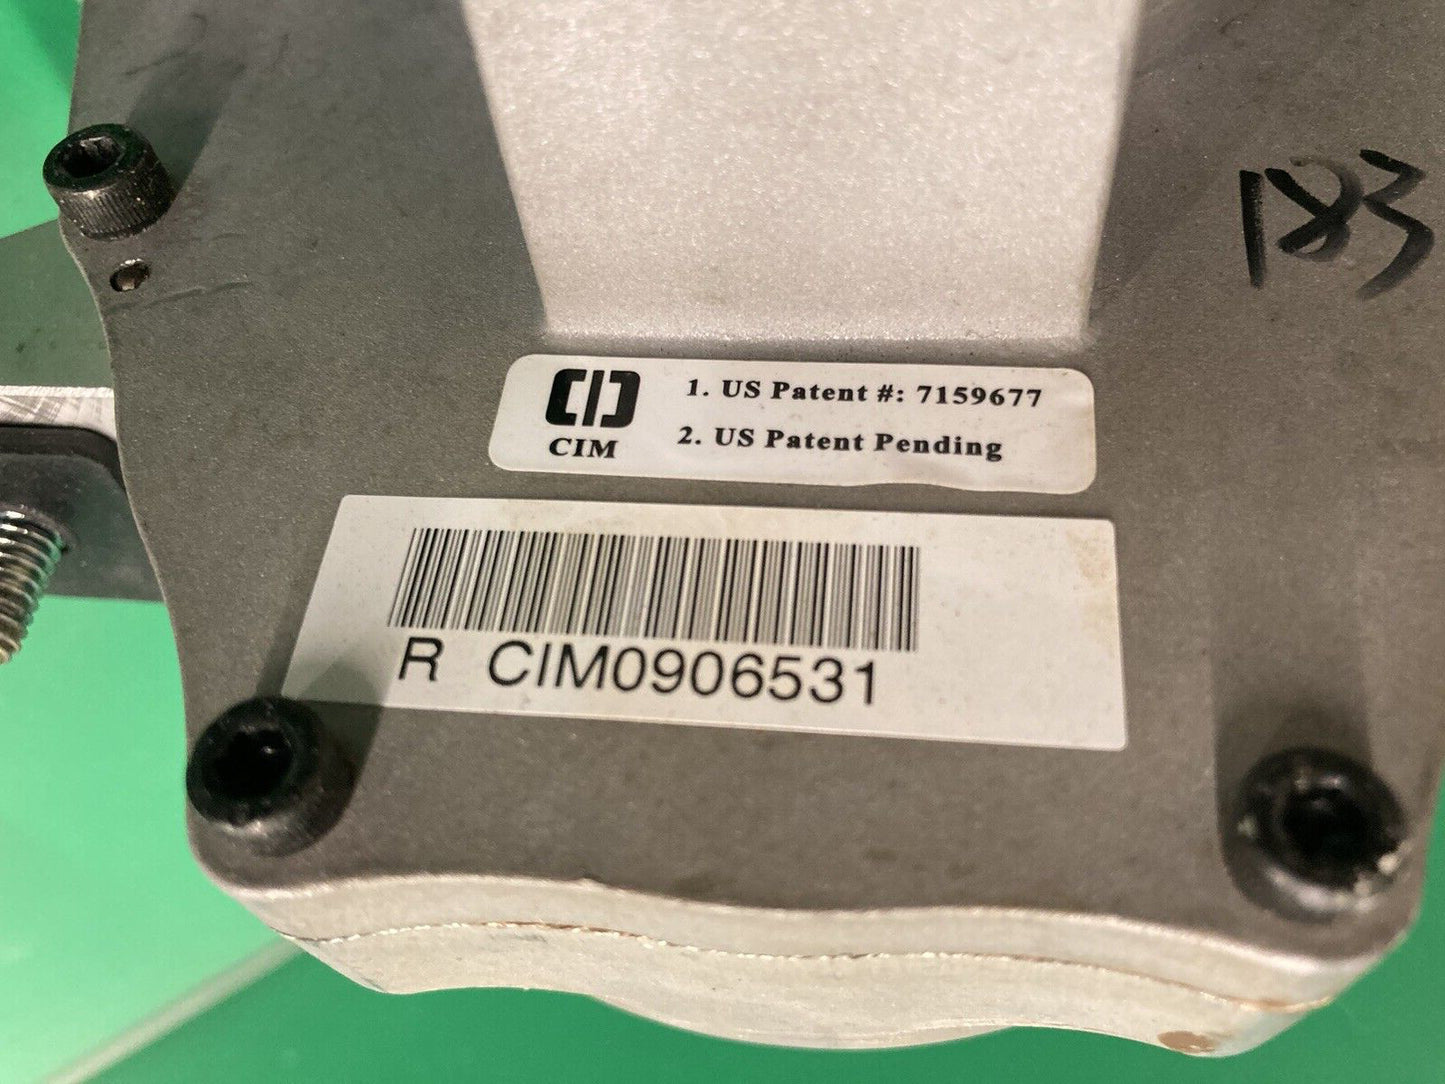 183
CIM
1. US Patent #: 7159677
2. US Patent Pending
R CIM0906531